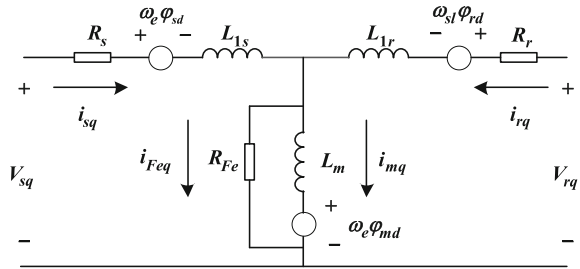 ω_e φ_sd
ω_sl φ_rd
R_s + − L_1s L_1r − + R_r
+ i_sq i_rq +
i_Feq R_Fe L_m i_mq
V_sq V_rq
+
ω_e φ_md
− − −